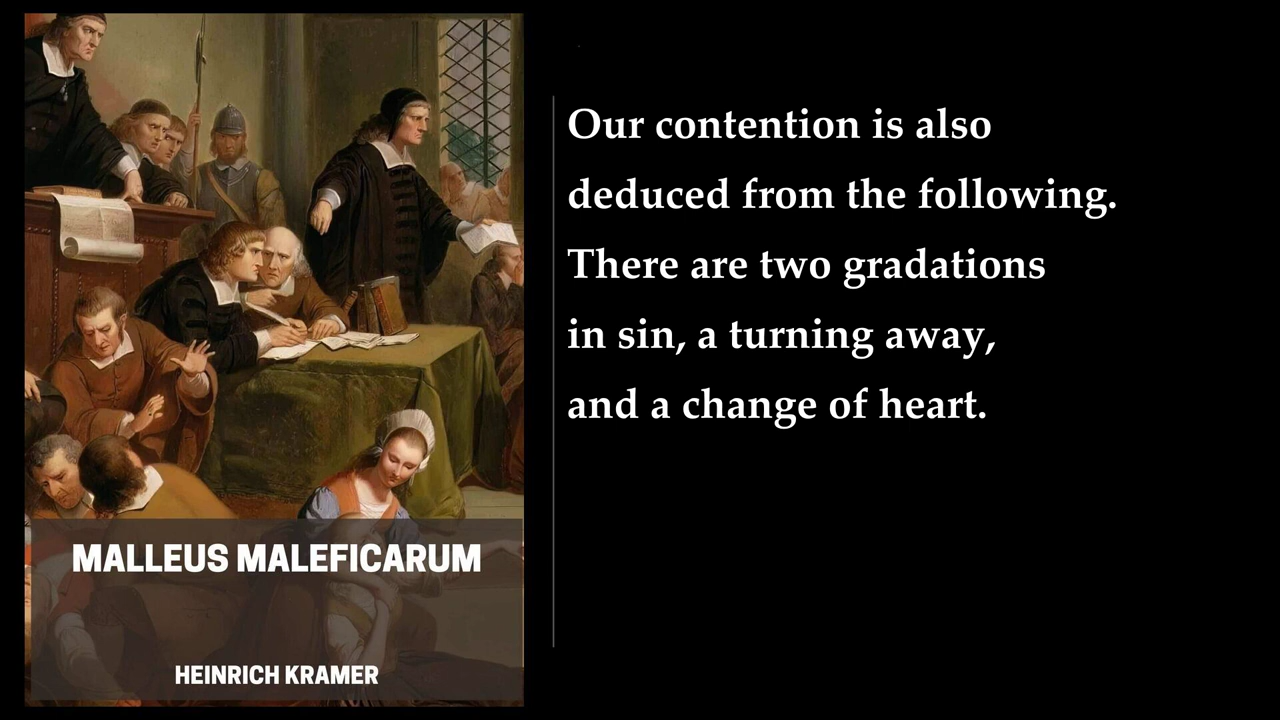 MALLEUS MALEFICARUM
HEINRICH KRAMER
Our contention is also
deduced from the following.
There are two gradations
in sin, a turning away,
and a change of heart.